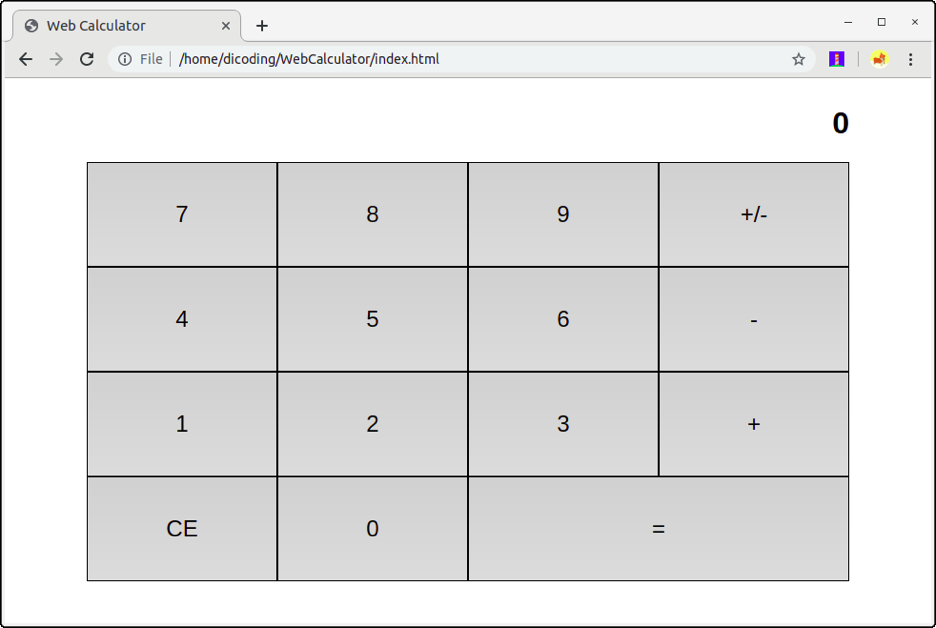 Web Calculator
File /home/dicoding/WebCalculator/index.html
0
7 8 9 +/-
4 5 6 -
1 2 3 +
CE 0 =